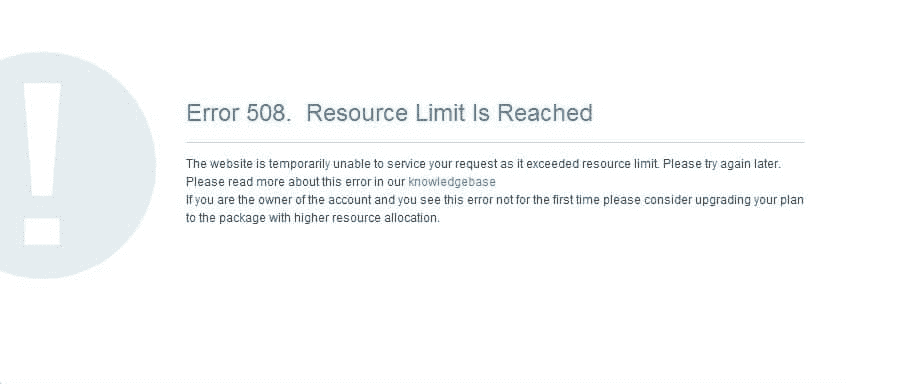 Error 508. Resource Limit Is Reached
The website is temporarily unable to service your request as it exceeded resource limit. Please try again later.
Please read more about this error in our knowledgebase
If you are the owner of the account and you see this error not for the first time please consider upgrading your plan
to the package with higher resource allocation.